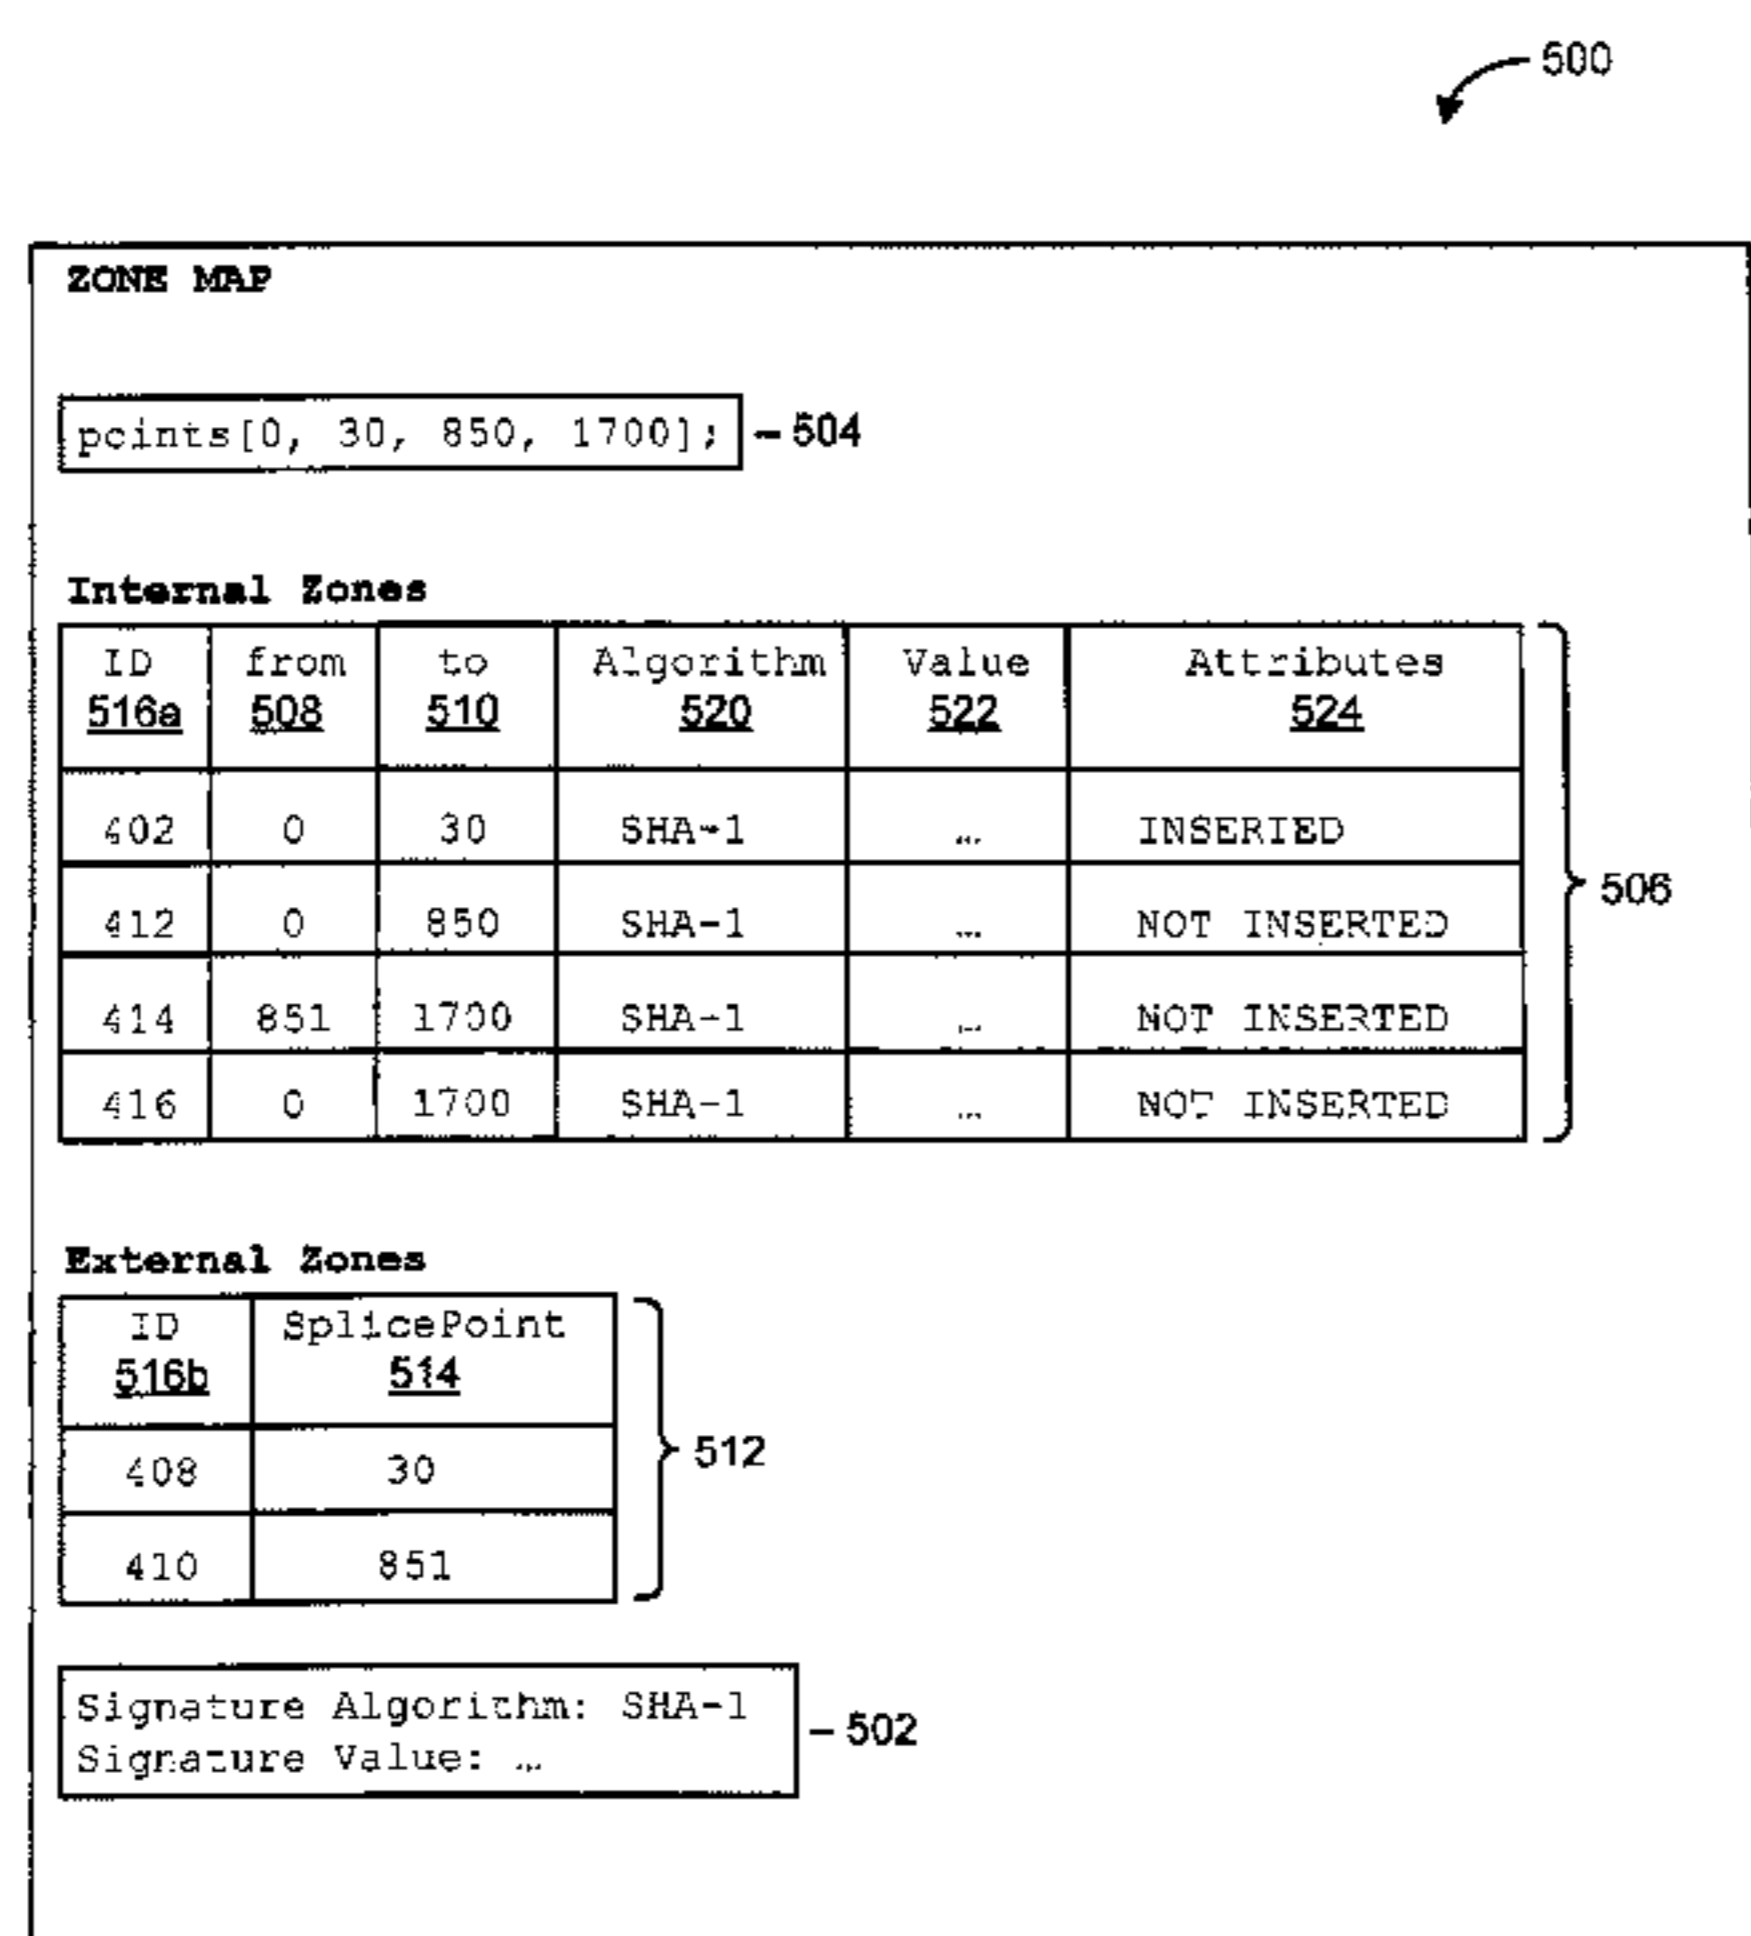 500
ZONE MAP
points[0, 30, 850, 1700]; 504
Internal Zones
ID from to Algorithm Value Attributes
516a 508 510 520 522 524
402 0 30 SHA-1 … INSERTED
412 0 850 SHA-1 … NOT INSERTED
506
414 851 1700 SHA-1 … NOT INSERTED
416 0 1700 SHA-1 … NOT INSERTED
External Zones
ID SplicePoint
516b 514
512
408 30
410 851
Signature Algorithm: SHA-1
502
Signature Value: …